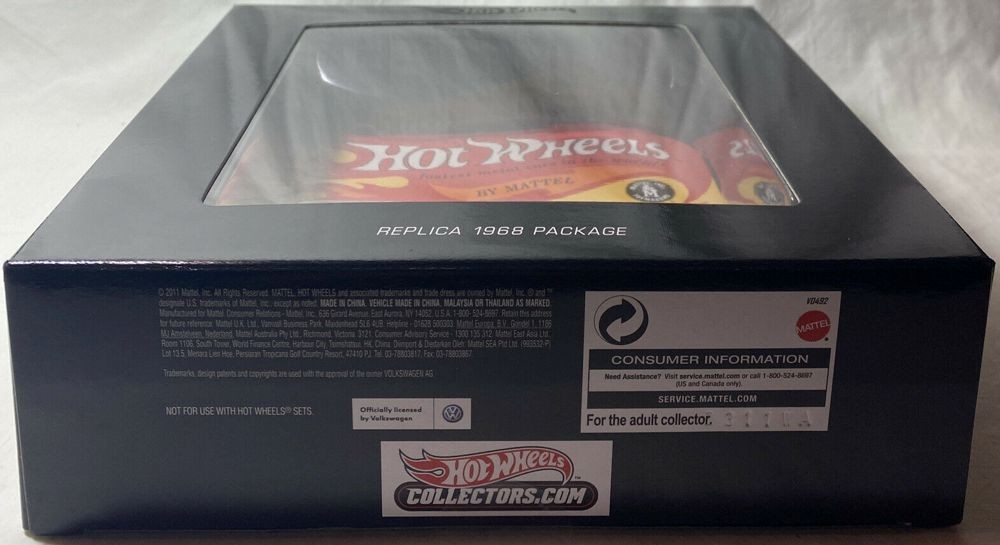 Hot Wheels
Hot Wheels
fastest metal cars in the world!
BY MATTEL
REPLICA 1968 PACKAGE
© 2011 Mattel, Inc. All Rights Reserved. MATTEL, HOT WHEELS and associated trademarks and trade dress are owned by Mattel, Inc. ® and ™
designate U.S. trademarks of Mattel, Inc., except as noted. MADE IN CHINA. VEHICLE MADE IN CHINA, MALAYSIA OR THAILAND AS MARKED.
Manufactured for Mattel. Consumer Relations - Mattel, Inc., 636 Girard Avenue, East Aurora, NY 14052, U.S.A. 1-800-524-8697. Retain this address
for future reference. Mattel U.K. Ltd., Vanwall Business Park, Maidenhead SL6 4UB. Helpline - 01628 500303. Mattel Europa, B.V., Gondel 1, 1186
MJ Amstelveen, Nederland. Mattel Australia Pty Ltd., Richmond, Victoria. 3121. Consumer Advisory Service - 1300 135 312. Mattel East Asia Ltd.,
Room 1106, South Tower, World Finance Centre, Harbour City, Tsimshatsui, HK, China. Diimport & Diedarkan Oleh: Mattel SEA Ptd Ltd. (993532-P)
Lot 13.5, Menara Lien Hoe, Persiaran Tropicana Golf Country Resort, 47410 PJ. Tel: 03-78803817, Fax: 03-78803867.
Trademarks, design patents and copyrights are used with the approval of the owner VOLKSWAGEN AG.
NOT FOR USE WITH HOT WHEELS® SETS.
Officially licensed
by Volkswagen
V0492
MATTEL
CONSUMER INFORMATION
Need Assistance? Visit service.mattel.com or call 1-800-524-8697
(US and Canada only).
SERVICE.MATTEL.COM
For the adult collector.
HOT WHEELS™
COLLECTORS.COM